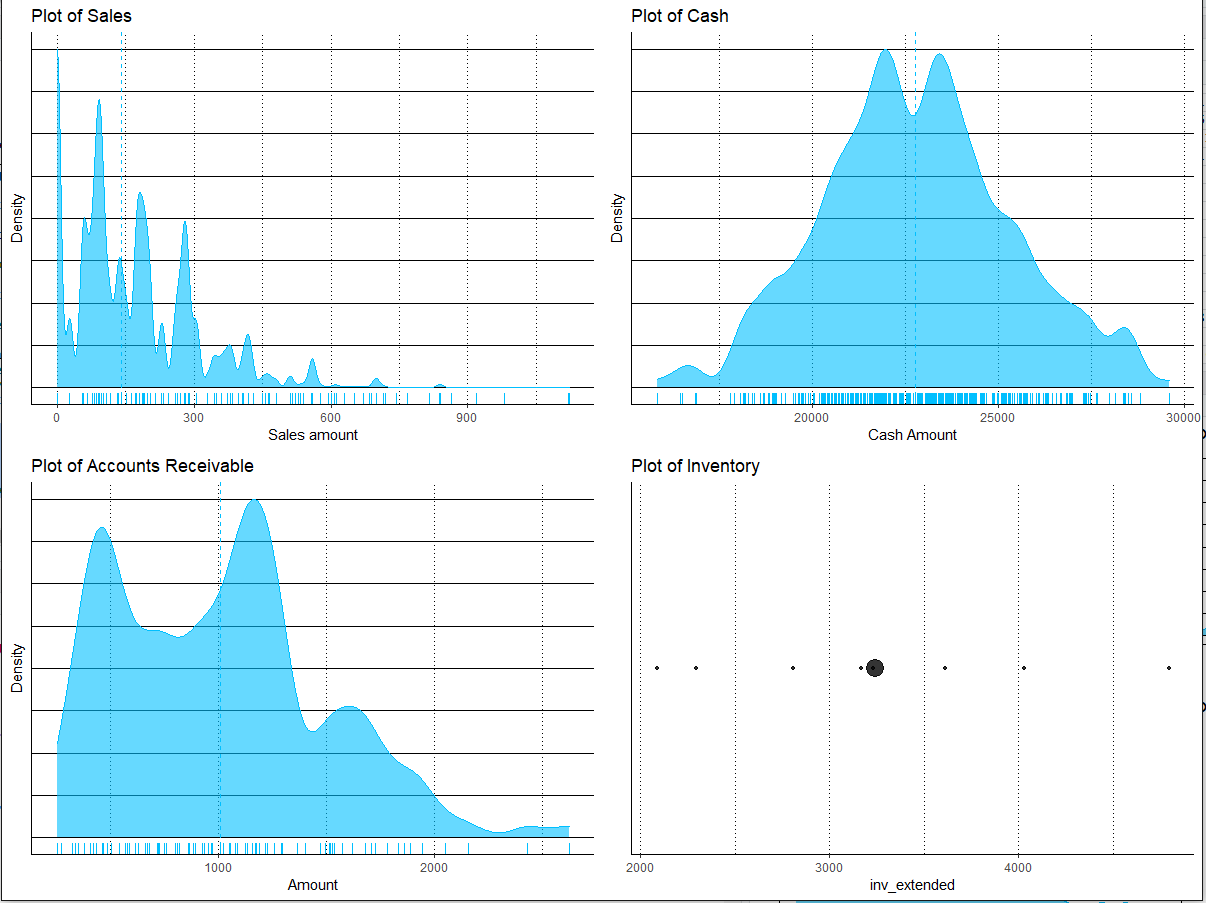 Plot of Sales
Density
0 300 600 900
Sales amount
Plot of Cash
Density
20000 25000 30000
Cash Amount
Plot of Accounts Receivable
Density
1000 2000
Amount
Plot of Inventory
2000 3000 4000
inv_extended